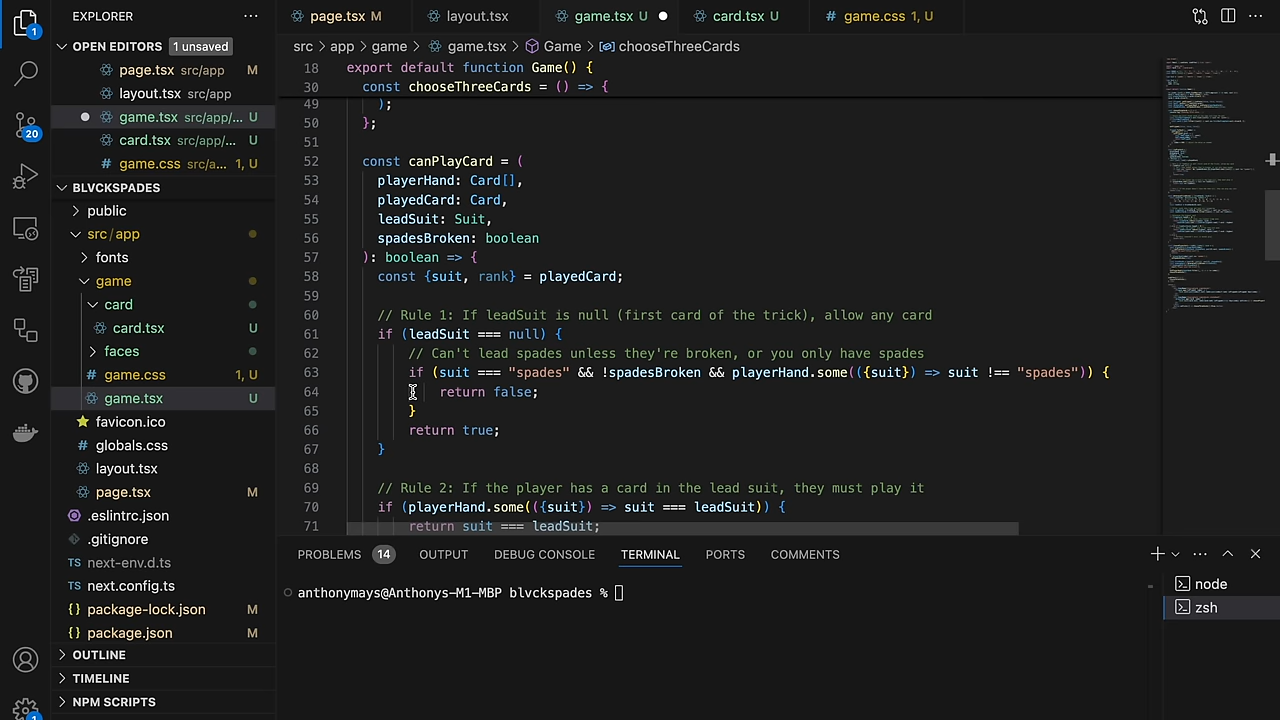 EXPLORER
OPEN EDITORS 1 unsaved
page.tsx src/app M
layout.tsx src/app
game.tsx src/app/... U
card.tsx src/app/... U
game.css src/a... 1, U
BLVCKSPADES
public
src/app
fonts
game
card
card.tsx U
faces
game.css 1, U
game.tsx U
favicon.ico
globals.css
layout.tsx
page.tsx M
.eslintrc.json
.gitignore
TS next-env.d.ts
TS next.config.ts
{} package-lock.json M
{} package.json M
OUTLINE
TIMELINE
NPM SCRIPTS
1
20
1
page.tsx M layout.tsx game.tsx U card.tsx U # game.css 1, U
src > app > game > game.tsx > Game > chooseThreeCards
18 export default function Game() {
30 const chooseThreeCards = () => {
49 );
50 };
51
52 const canPlayCard = (
53 playerHand: Card[],
54 playedCard: Card,
55 leadSuit: Suit,
56 spadesBroken: boolean
57 ): boolean => {
58 const {suit, rank} = playedCard;
59
60 // Rule 1: If leadSuit is null (first card of the trick), allow any card
61 if (leadSuit === null) {
62 // Can't lead spades unless they're broken, or you only have spades
63 if (suit === "spades" && !spadesBroken && playerHand.some(({suit}) => suit !== "spades")) {
64 return false;
65 }
66 return true;
67 }
68
69 // Rule 2: If the player has a card in the lead suit, they must play it
70 if (playerHand.some(({suit}) => suit === leadSuit)) {
71 return suit === leadSuit;
PROBLEMS 14 OUTPUT DEBUG CONSOLE TERMINAL PORTS COMMENTS
anthonymays@Anthonys-M1-MBP blvckspades %
node
zsh